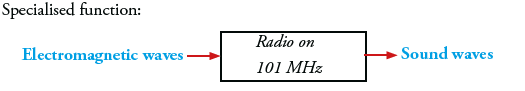 Specialised function:
Radio on
Electromagnetic waves
Sound waves
101 MHz